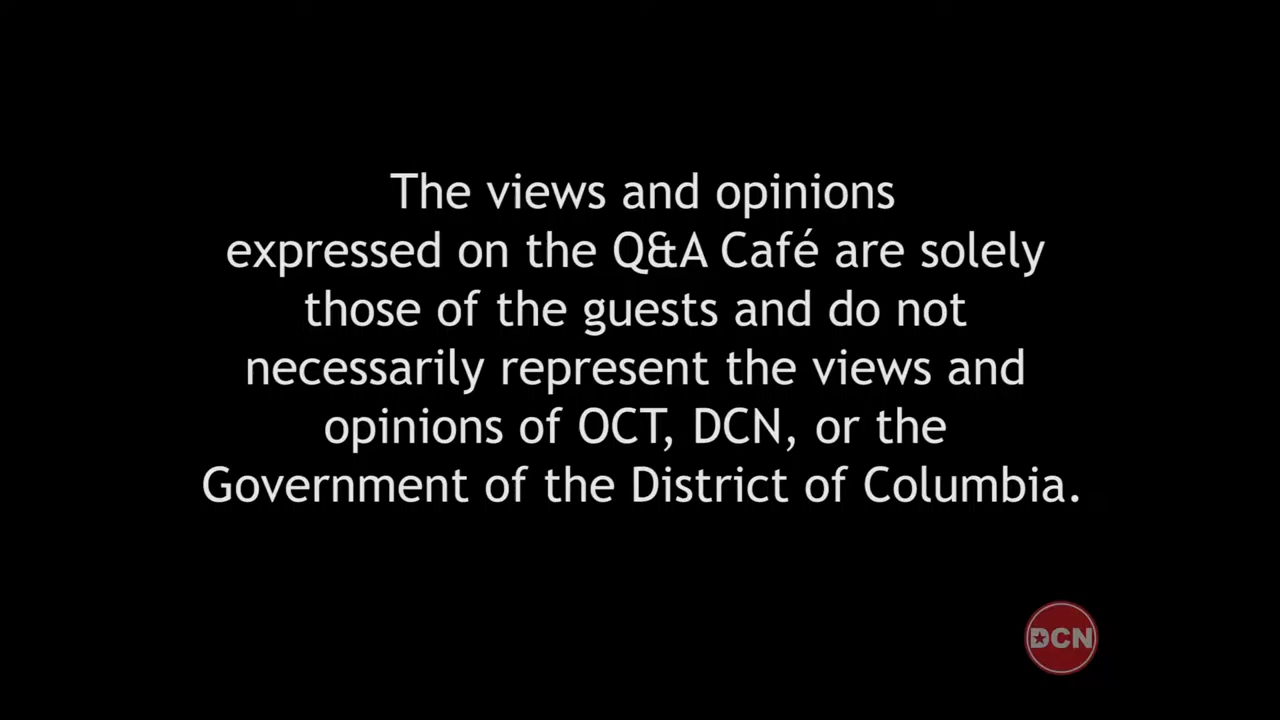 The views and opinions
expressed on the Q&A Café are solely
those of the guests and do not
necessarily represent the views and
opinions of OCT, DCN, or the
Government of the District of Columbia.
DCN